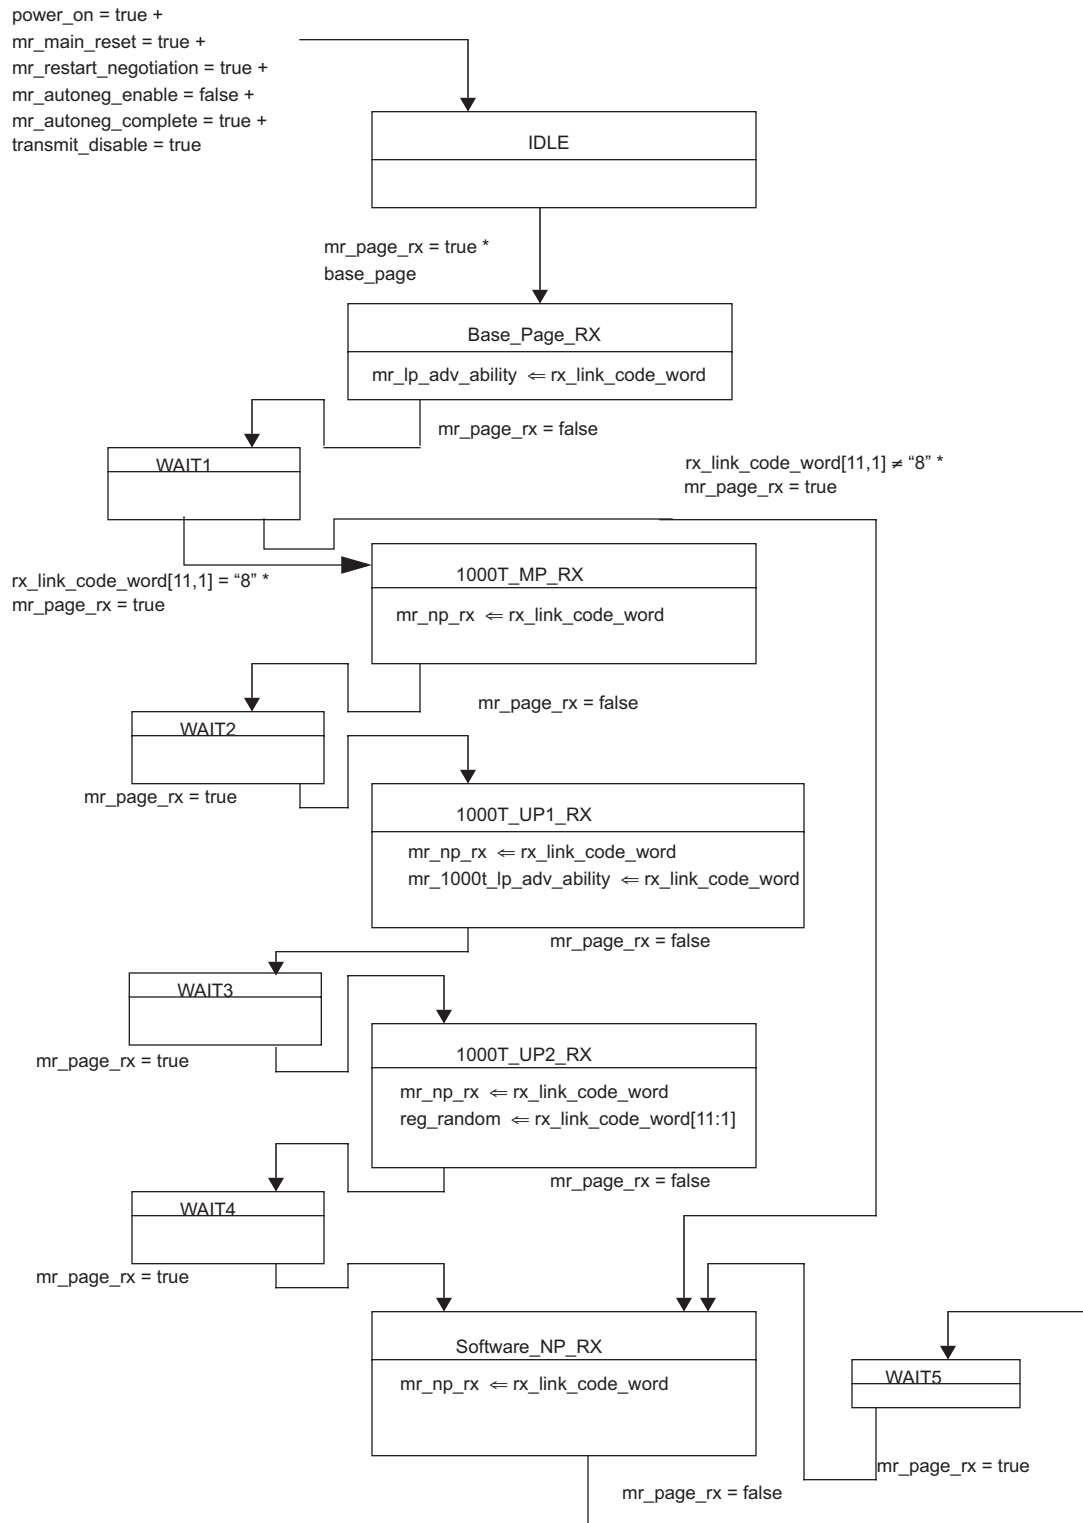 power_on = true +
mr_main_reset = true +
mr_restart_negotiation = true +
mr_autoneg_enable = false +
mr_autoneg_complete = true +
transmit_disable = true
IDLE
mr_page_rx = true *
base_page
Base_Page_RX
mr_lp_adv_ability ⇐ rx_link_code_word
mr_page_rx = false
WAIT1
rx_link_code_word[11,1] ≠ “8” *
mr_page_rx = true
rx_link_code_word[11,1] = “8” *
mr_page_rx = true
1000T_MP_RX
mr_np_rx ⇐ rx_link_code_word
mr_page_rx = false
WAIT2
mr_page_rx = true
1000T_UP1_RX
mr_np_rx ⇐ rx_link_code_word
mr_1000t_lp_adv_ability ⇐ rx_link_code_word
mr_page_rx = false
WAIT3
mr_page_rx = true
1000T_UP2_RX
mr_np_rx ⇐ rx_link_code_word
reg_random ⇐ rx_link_code_word[11:1]
mr_page_rx = false
WAIT4
mr_page_rx = true
Software_NP_RX
mr_np_rx ⇐ rx_link_code_word
WAIT5
mr_page_rx = true
mr_page_rx = false